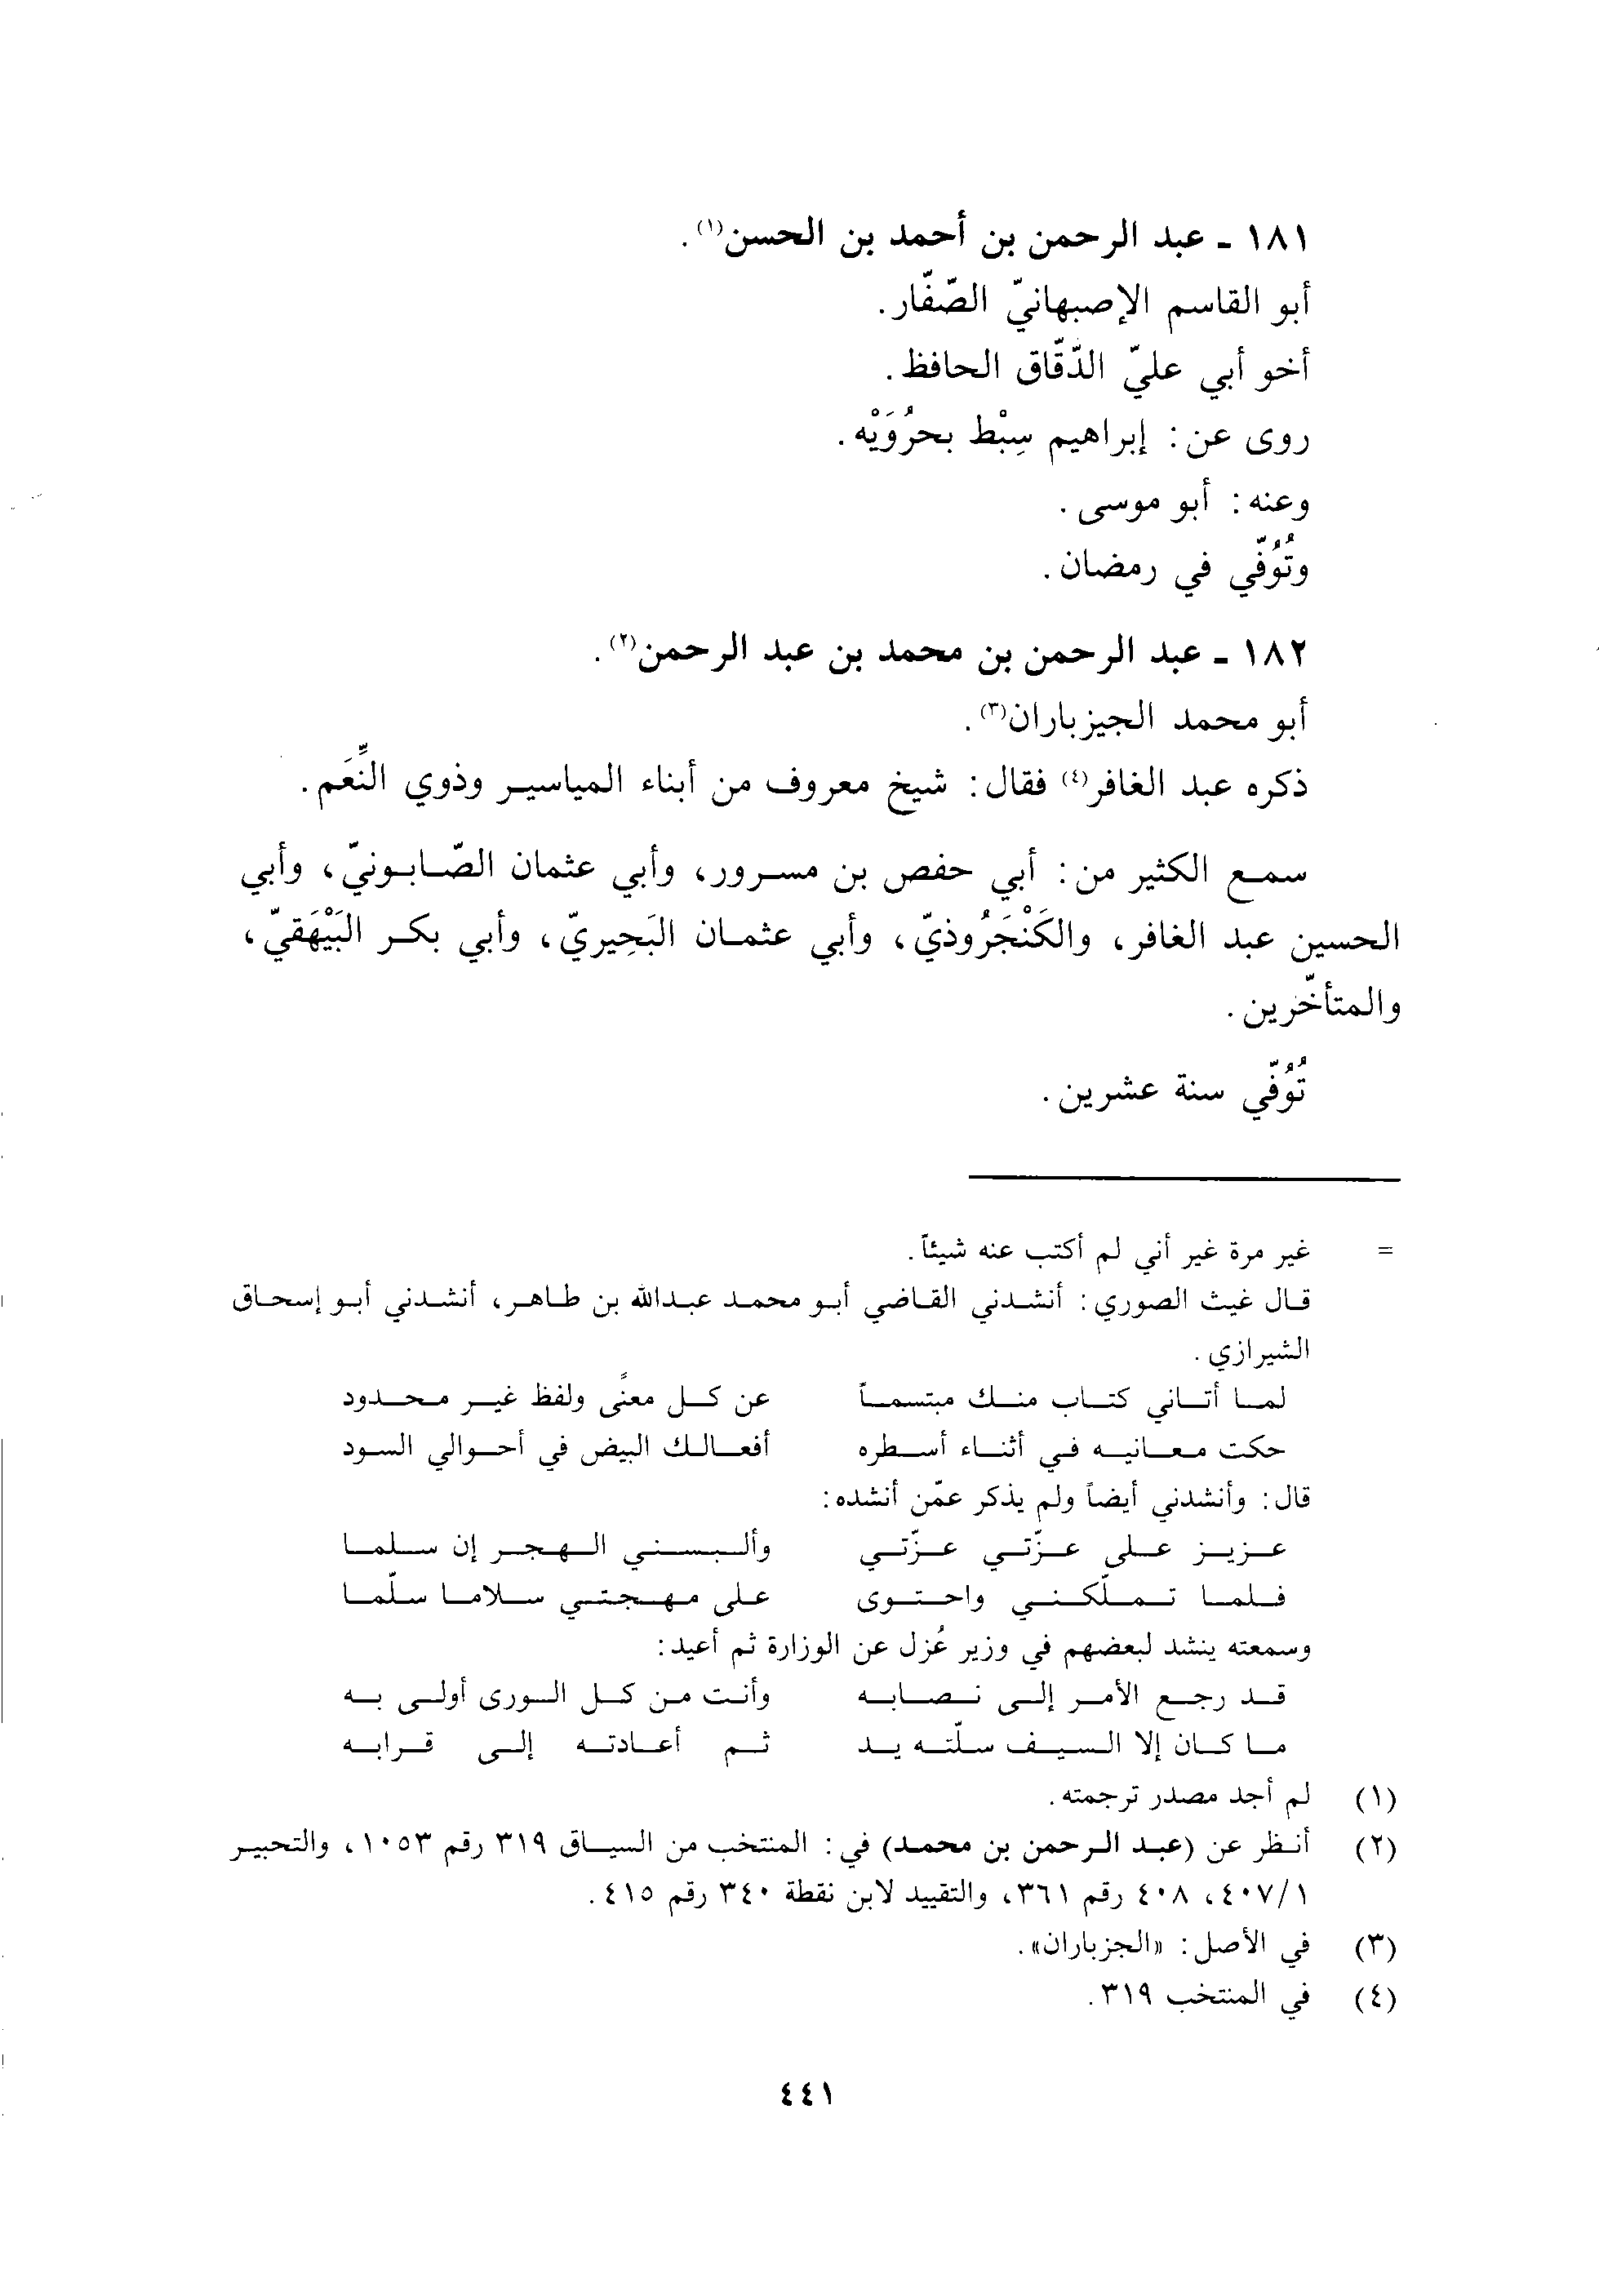 ١٨١ ـ عبد الرحمن بن أحمد بن الحسن(١).
أبو القاسم الإصبهانيّ الصّفّار.
أخو أبي عليّ الدّقّاق الحافظ.
روى عن: إبراهيم سِبْط بحرُوَيْه.
وعنه: أبو موسى.
وتُوُفّي في رمضان.
١٨٢ ـ عبد الرحمن بن محمد بن عبد الرحمن(٢).
أبو محمد الجيزباران(٣).
ذكره عبد الغافر(٤) فقال: شيخ معروف من أبناء المياسير وذوي النِّعَم.
سمع الكثير من: أبي حفص بن مسرور، وأبي عثمان الصّابونيّ، وأبي
الحسين عبد الغافر، والكَنْجَرُوذيّ، وأبي عثمان البَحِيريّ، وأبي بكر البَيْهَقيّ،
والمتأخّرين.
تُوُفّي سنة عشرين.
= غير مرة غير أني لم أكتب عنه شيئاً.
قال غيث الصوري: أنشدني القاضي أبو محمد عبدالله بن طاهر، أنشدني أبو إسحاق
الشيرازي.
لما أتاني كتاب منك مبتسماً عن كل معنًى ولفظ غير محدود
حكت معانيه في أثناء أسطره أفعالك البيض في أحوالي السود
قال: وأنشدني أيضاً ولم يذكر عمّن أنشده:
عزيز على عزّتي عزّتي وألبسني الهجر إن سلما
فلما تملّكني واحتوى على مهجتي سلاما سلّما
وسمعته ينشد لبعضهم في وزير عُزل عن الوزارة ثم أعيد:
قد رجع الأمر إلى نصابه وأنت من كل الورى أولى به
ما كان إلا السيف سلّته يد ثم أعادته إلى قرابه
(١) لم أجد مصدر ترجمته.
(٢) أنظر عن (عبد الرحمن بن محمد) في: المنتخب من السياق ٣١٩ رقم ١٠٥٣، والتحبير
١/٤٠٧، ٤٠٨ رقم ٣٦١، والتقييد لابن نقطة ٣٤٠ رقم ٤١٥.
(٣) في الأصل: «الجزباران».
(٤) في المنتخب ٣١٩.
٤٤١